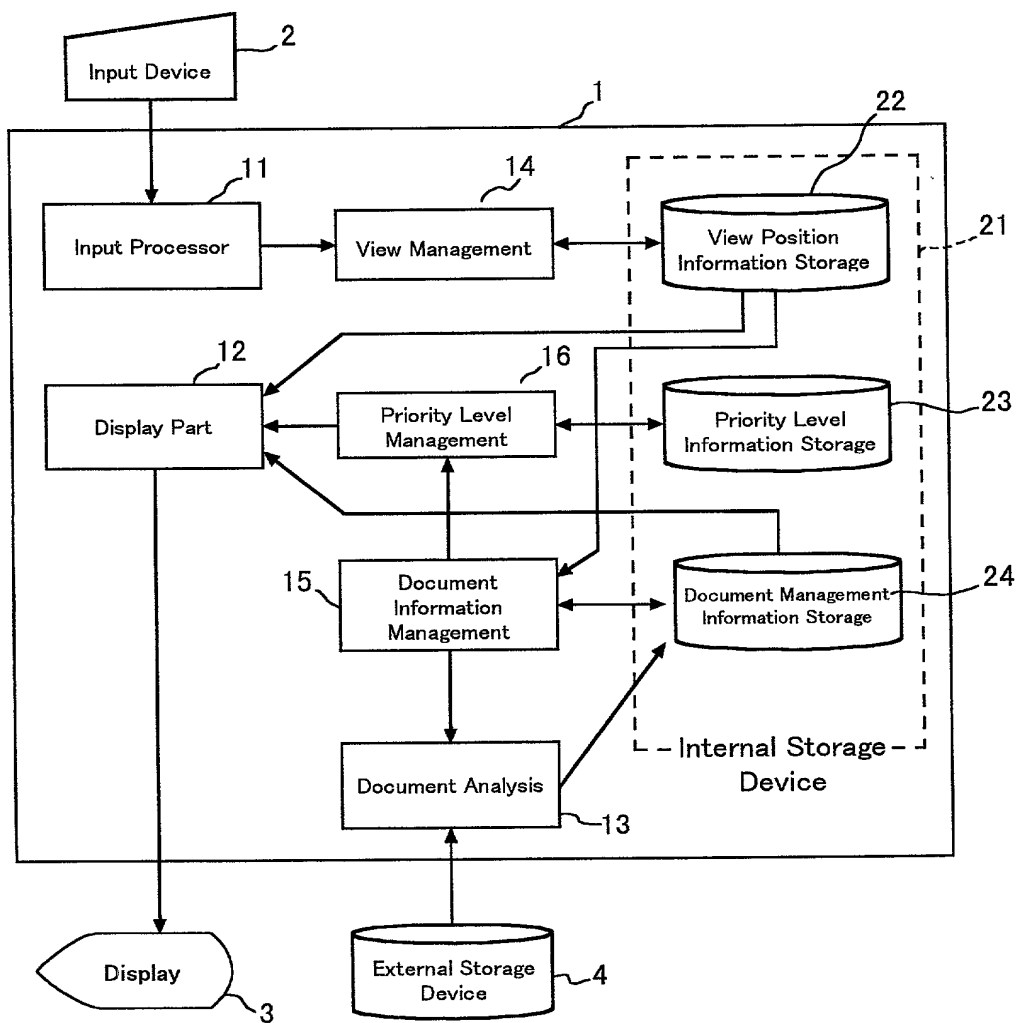 2
Input Device
1
22
11
14
21
Input Processor
View Management
View Position
Information Storage
12
16
23
Display Part
Priority Level
Management
Priority Level
Information Storage
15
Document
Information
Management
24
Document Management
Information Storage
Internal Storage
Device
Document Analysis
13
Display
3
External Storage
Device
4